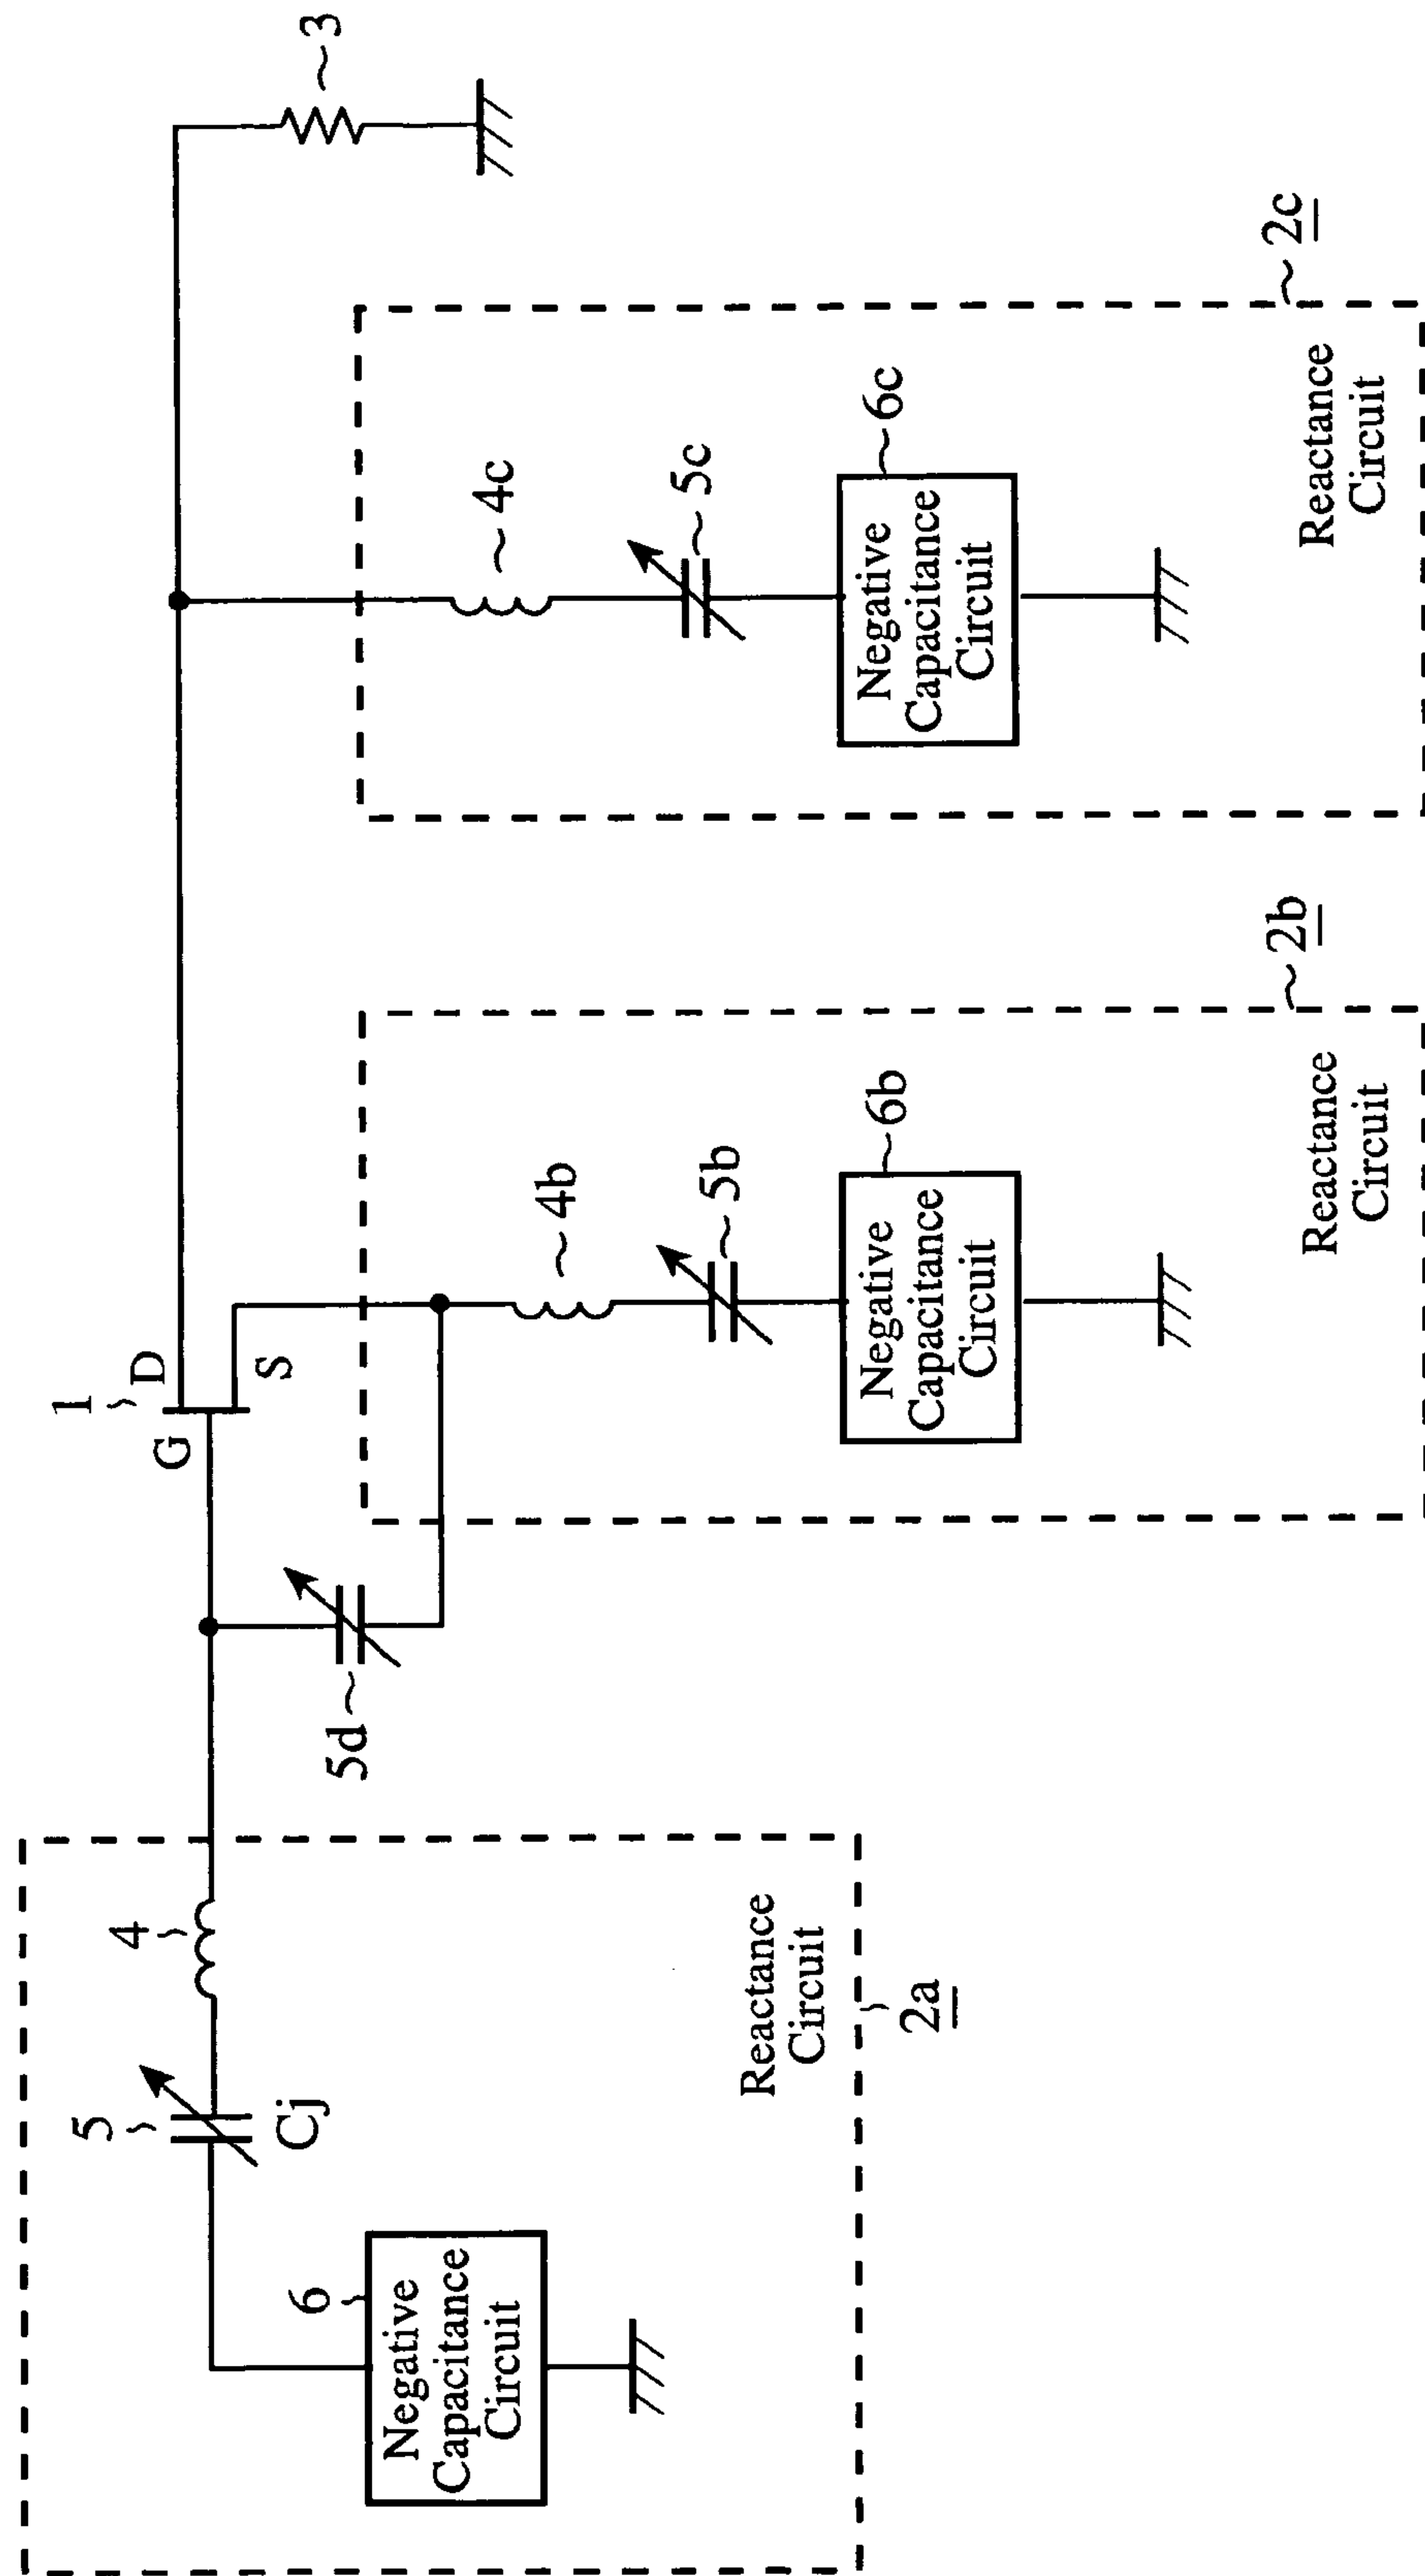 1
D
G
S
3
5
4
Cj
6
Negative
Capacitance
Circuit
Reactance
Circuit
2a
5d
4b
5b
6b
Negative
Capacitance
Circuit
Reactance
Circuit
2b
4c
5c
6c
Negative
Capacitance
Circuit
Reactance
Circuit
2c